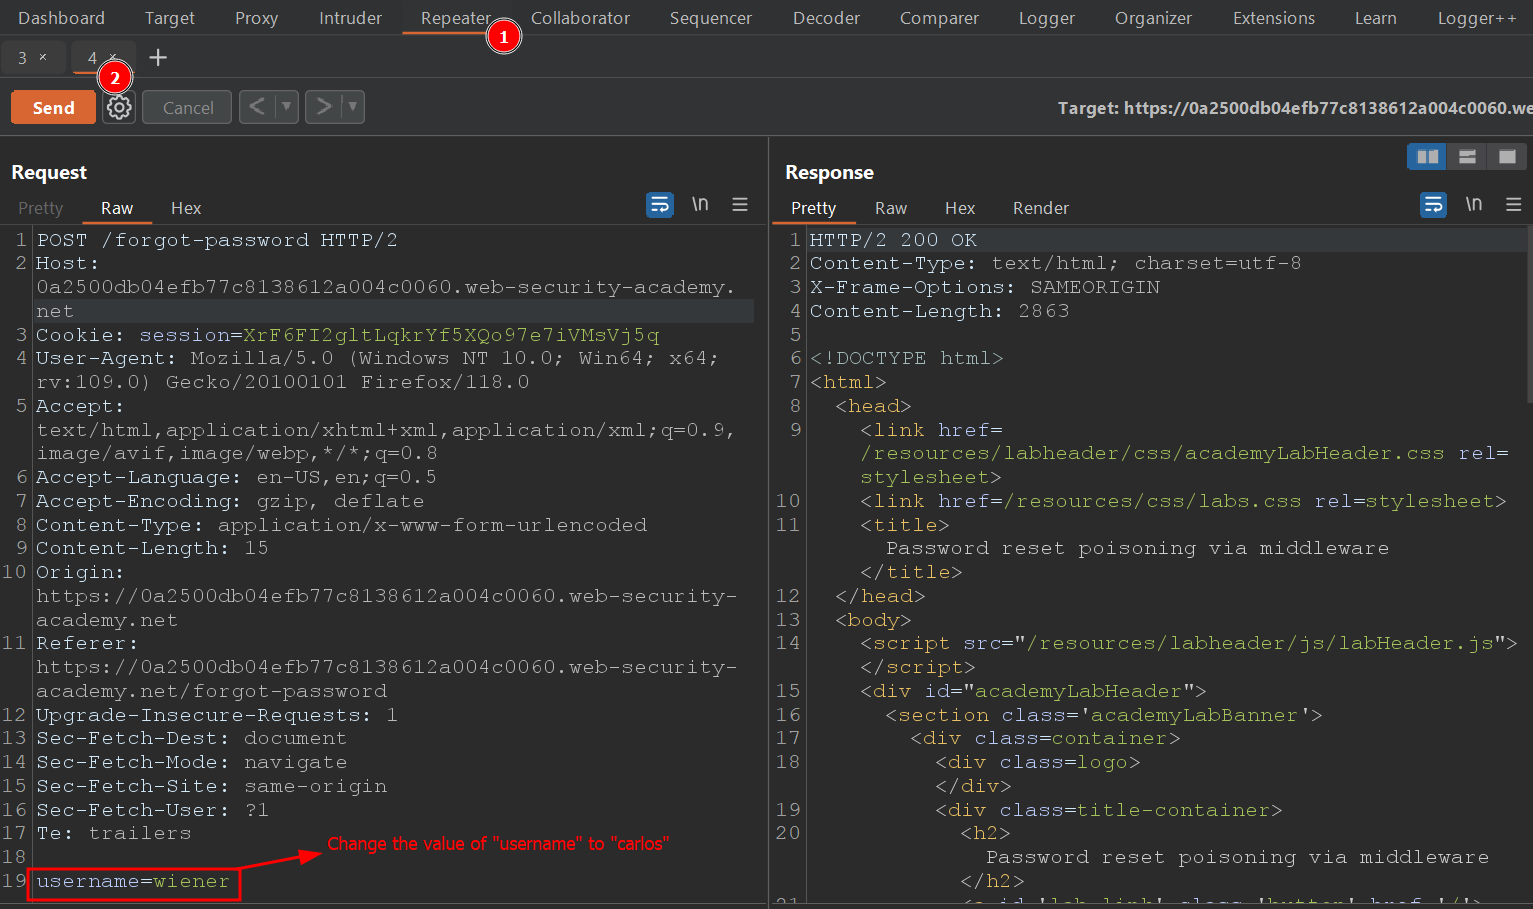 Dashboard Target Proxy Intruder Repeater Collaborator Sequencer Decoder Comparer Logger Organizer Extensions Learn Logger++
1
3 × 4 × +
2
Send Cancel < ▼ > ▼ Target: https://0a2500db04efb77c8138612a004c0060.we
Request
Pretty Raw Hex \n
1 POST /forgot-password HTTP/2
2 Host:
0a2500db04efb77c8138612a004c0060.web-security-academy.
net
3 Cookie: session=XrF6FI2gltLqkrYf5XQo97e7iVMsVj5q
4 User-Agent: Mozilla/5.0 (Windows NT 10.0; Win64; x64;
rv:109.0) Gecko/20100101 Firefox/118.0
5 Accept:
text/html,application/xhtml+xml,application/xml;q=0.9,
image/avif,image/webp,*/*;q=0.8
6 Accept-Language: en-US,en;q=0.5
7 Accept-Encoding: gzip, deflate
8 Content-Type: application/x-www-form-urlencoded
9 Content-Length: 15
10 Origin:
https://0a2500db04efb77c8138612a004c0060.web-security-
academy.net
11 Referer:
https://0a2500db04efb77c8138612a004c0060.web-security-
academy.net/forgot-password
12 Upgrade-Insecure-Requests: 1
13 Sec-Fetch-Dest: document
14 Sec-Fetch-Mode: navigate
15 Sec-Fetch-Site: same-origin
16 Sec-Fetch-User: ?1
17 Te: trailers
18
19 username=wiener
Change the value of "username" to "carlos"
Response
Pretty Raw Hex Render \n
1 HTTP/2 200 OK
2 Content-Type: text/html; charset=utf-8
3 X-Frame-Options: SAMEORIGIN
4 Content-Length: 2863
5
6 <!DOCTYPE html>
7 <html>
8 <head>
9 <link href=
/resources/labheader/css/academyLabHeader.css rel=
stylesheet>
10 <link href=/resources/css/labs.css rel=stylesheet>
11 <title>
Password reset poisoning via middleware
</title>
12 </head>
13 <body>
14 <script src="/resources/labheader/js/labHeader.js">
</script>
15 <div id="academyLabHeader">
16 <section class='academyLabBanner'>
17 <div class=container>
18 <div class=logo>
</div>
19 <div class=title-container>
20 <h2>
Password reset poisoning via middleware
</h2>
21 <a id='lab-link' class='button' href='/'>